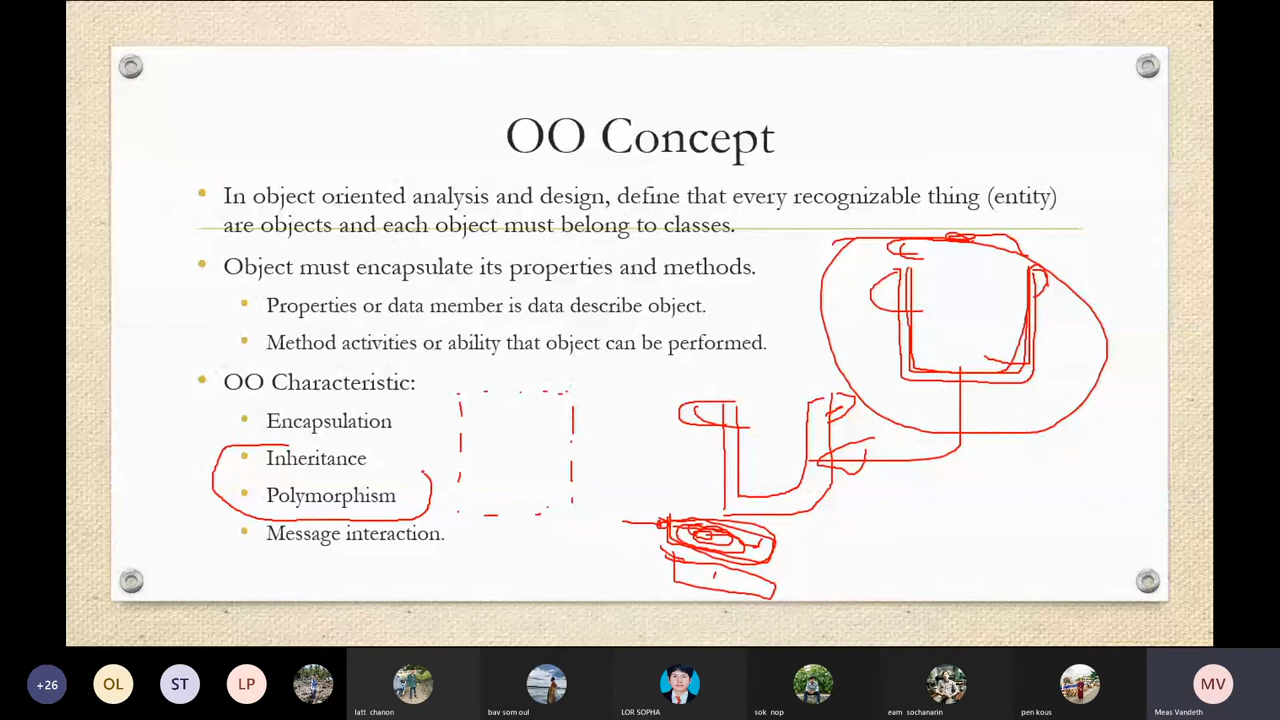 OO Concept
In object oriented analysis and design, define that every recognizable thing (entity)
are objects and each object must belong to classes.
Object must encapsulate its properties and methods.
Properties or data member is data describe object.
Method activities or ability that object can be performed.
OO Characteristic:
Encapsulation
Inheritance
Polymorphism
Message interaction.
+26
OL
ST
LP
latt chanon
bav som oul
LOR SOPHA
sok nop
eam sochanarin
pen kous
MV
Meas Vandeth